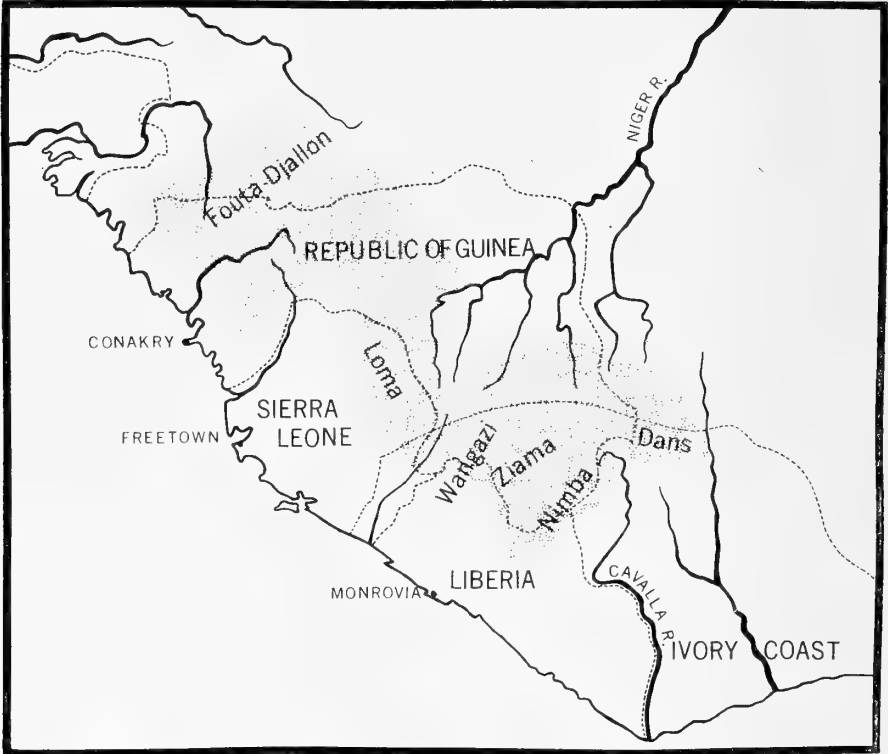 NIGER R.
Fouta-Djallon
REPUBLIC OF GUINEA
CONAKRY
Loma
SIERRA
LEONE
FREETOWN
Wangazi
Ziama
Nimba
Dans
LIBERIA
MONROVIA
CAVALLA R.
IVORY COAST